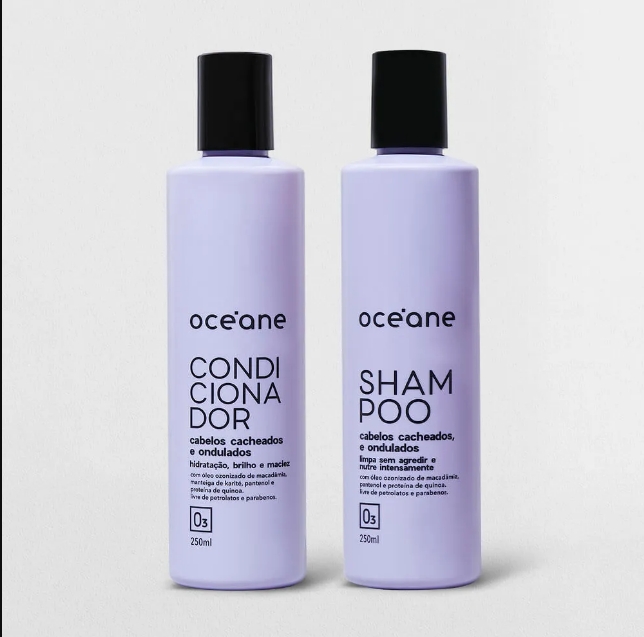 océane
CONDI
CIONA
DOR
cabelos cacheados
e ondulados
hidratação, brilho e maciez
com óleo ozonizado de macadâmia,
manteiga de karité, pantenol e
proteína de quinoa.
livre de petrolatos e parabenos.
O3
250ml
océane
SHAM
POO
cabelos cacheados,
e ondulados
limpa sem agredir e
nutre intensamente
com óleo ozonizado de macadâmia,
pantenol e proteína de quinoa.
livre de petrolatos e parabenos.
O3
250ml